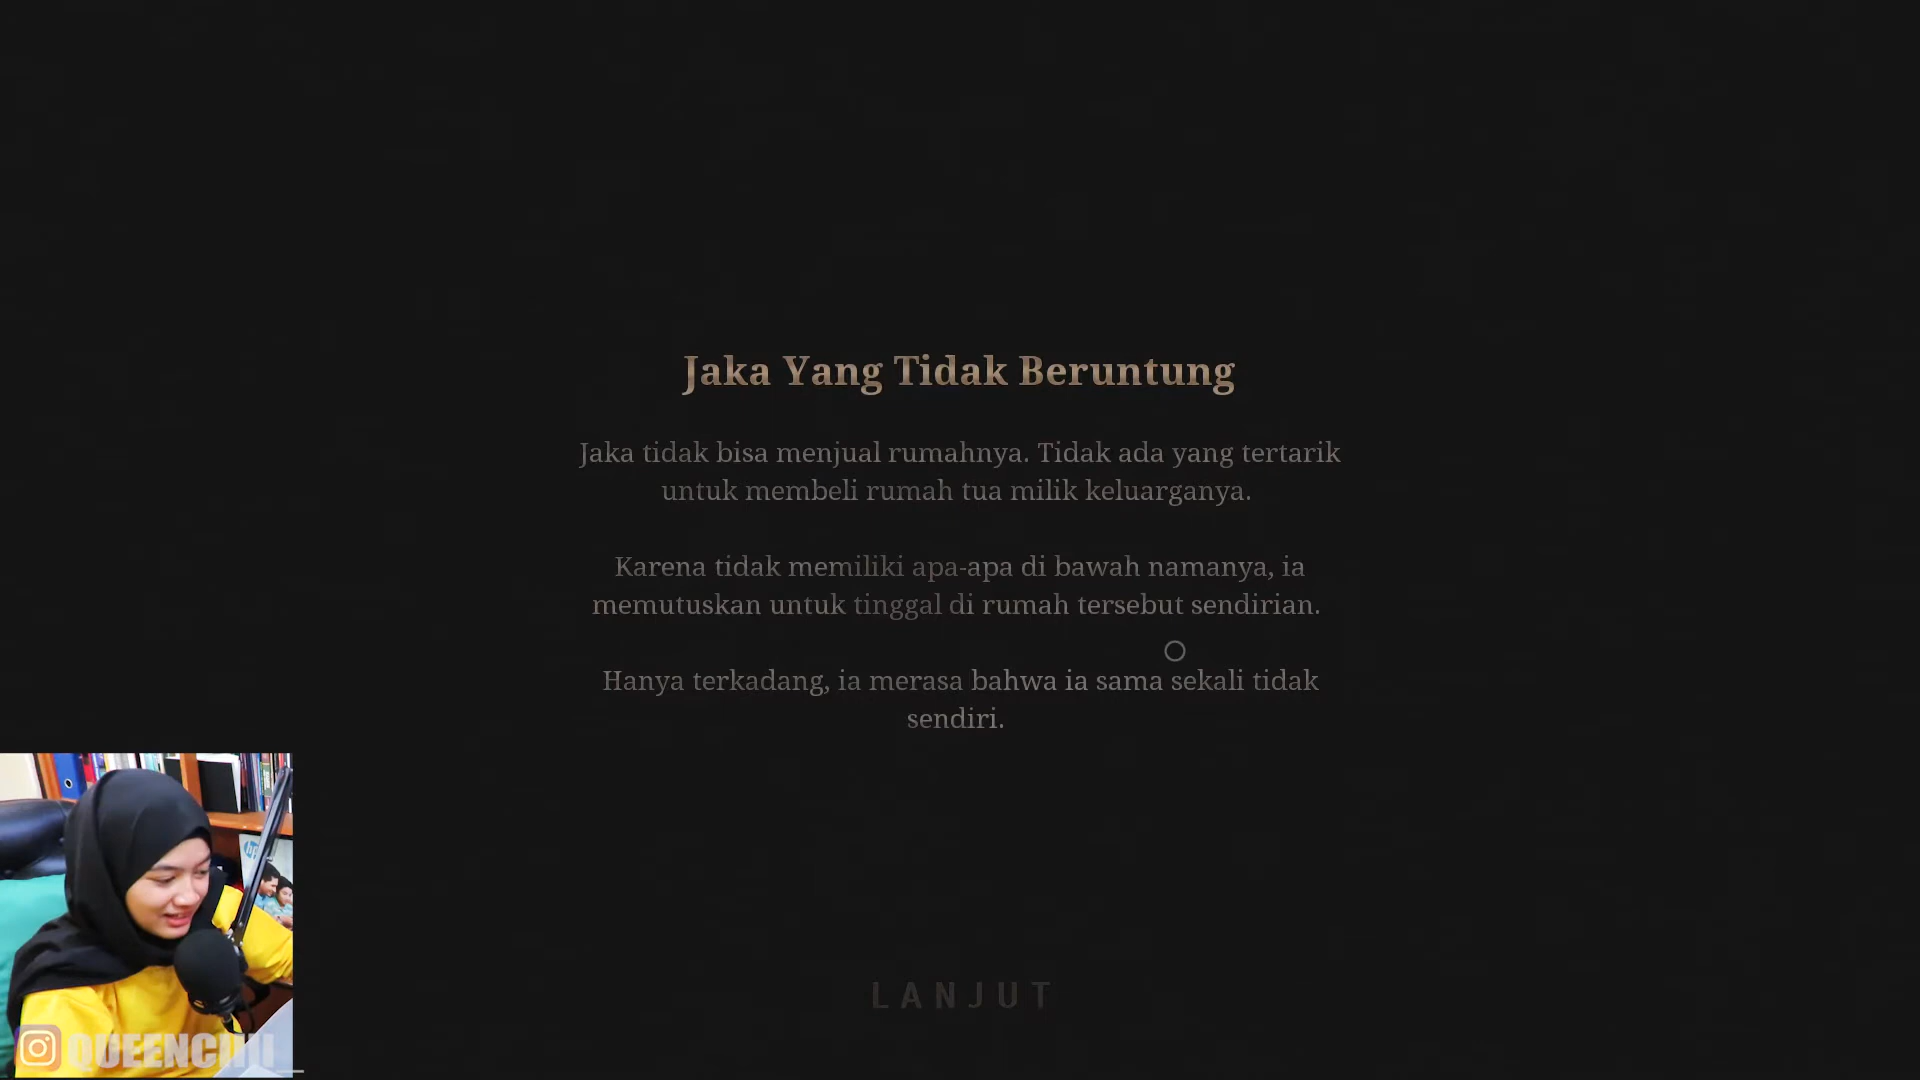 Jaka Yang Tidak Beruntung
Jaka tidak bisa menjual rumahnya. Tidak ada yang tertarik
untuk membeli rumah tua milik keluarganya.
Karena tidak memiliki apa-apa di bawah namanya, ia
memutuskan untuk tinggal di rumah tersebut sendirian.
Hanya terkadang, ia merasa bahwa ia sama sekali tidak
sendiri.
LANJUT
hp